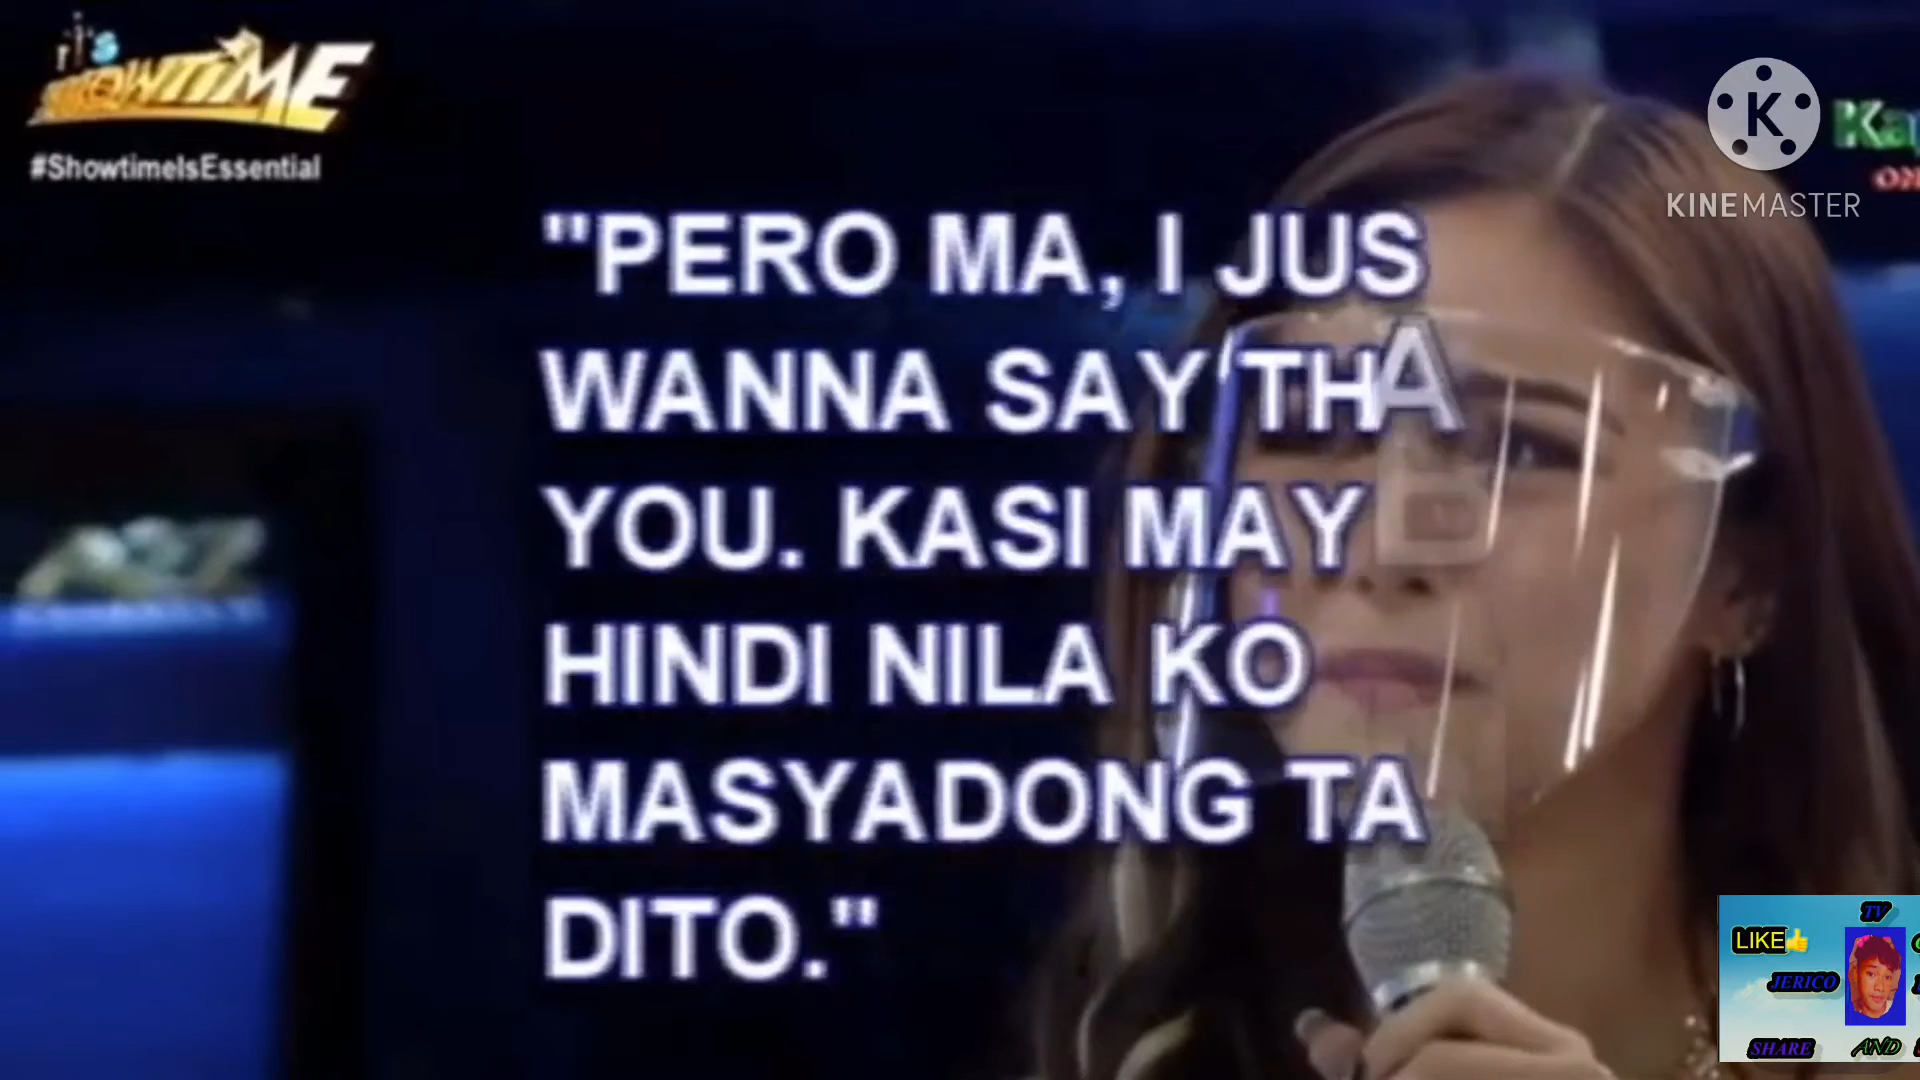 it's
SHOWTIME
#ShowtimeIsEssential
K
KINEMASTER
"PERO MA, I JUS
WANNA SAY THA
YOU. KASI MAY
HINDI NILA KO
MASYADONG TA
DITO."
TV
LIKE👍
JERICO
SHARE AND